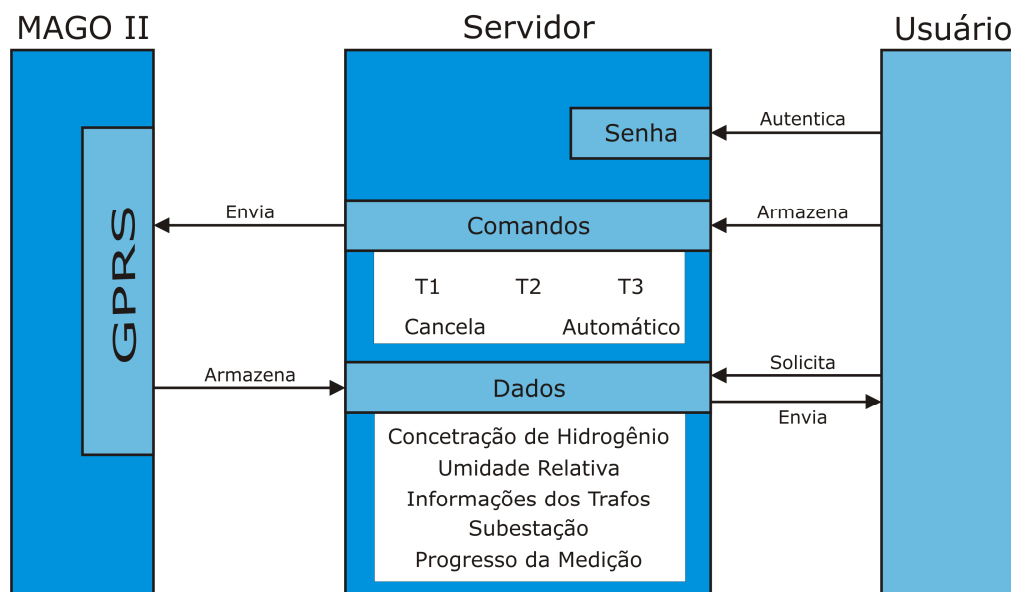 MAGO II
Servidor
Usuário
Senha
Autentica
GPRS
Envia
Comandos
Armazena
T1 T2 T3
Cancela Automático
Armazena
Dados
Solicita
Envia
Concetração de Hidrogênio
Umidade Relativa
Informações dos Trafos
Subestação
Progresso da Medição